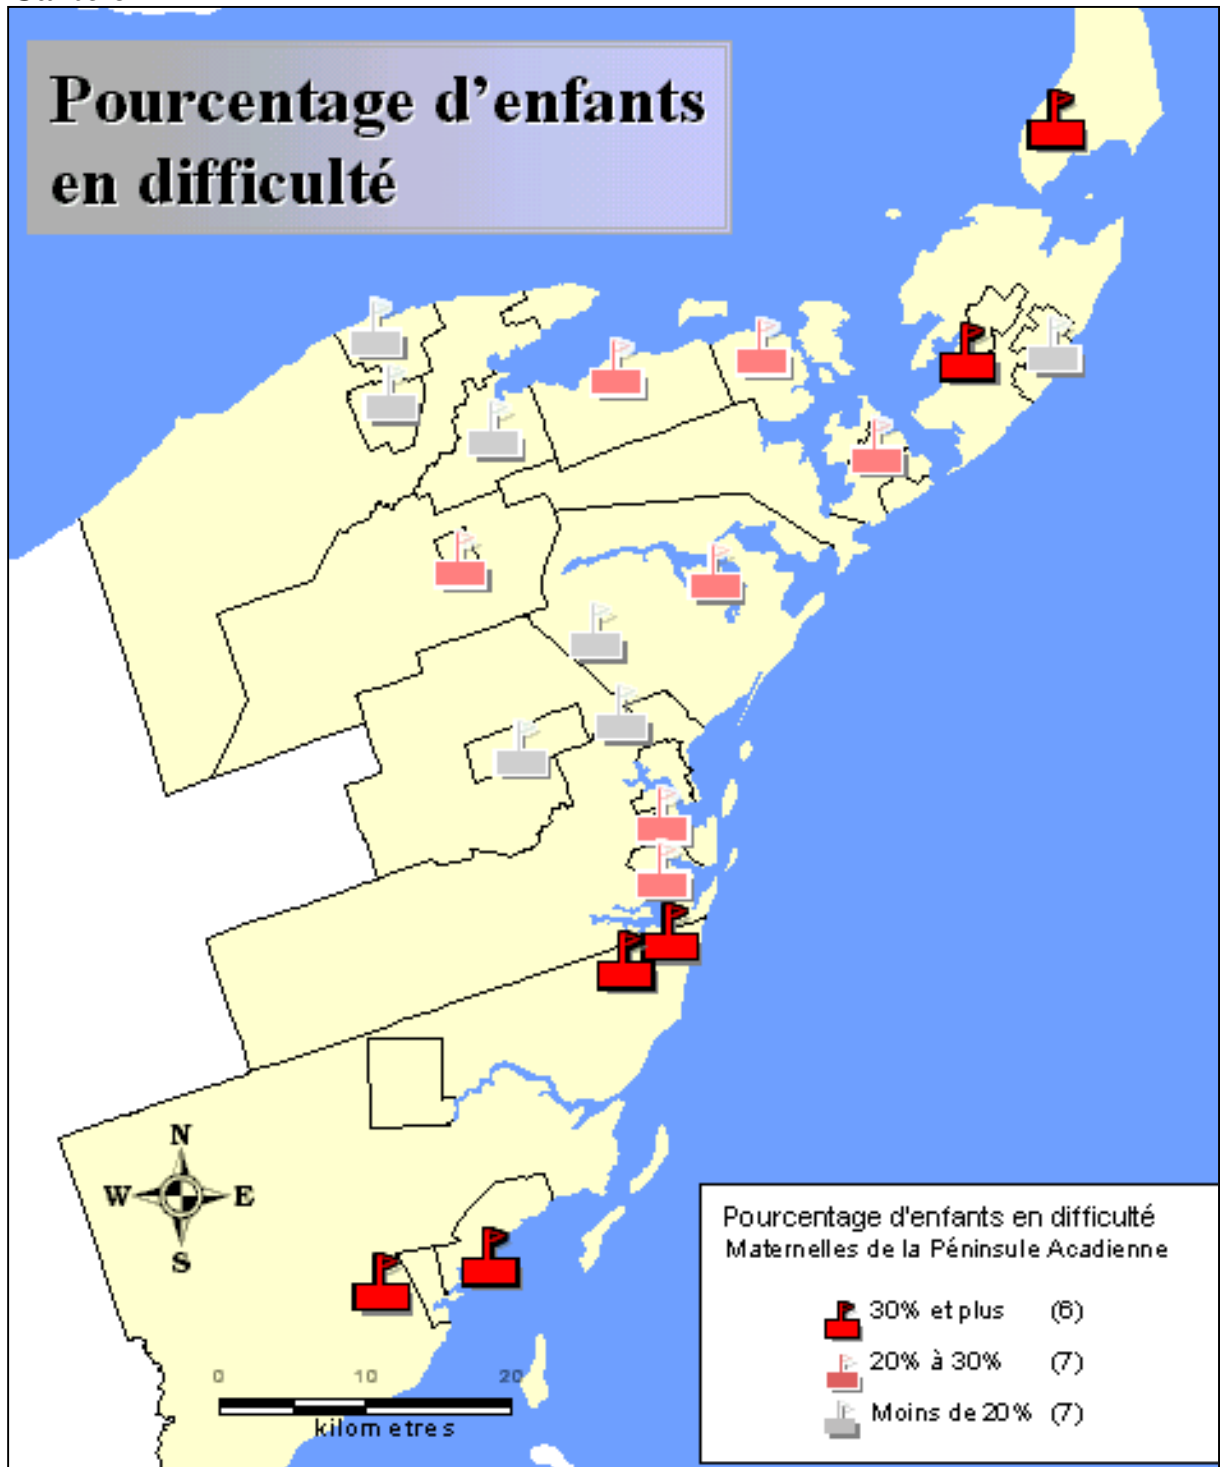 Pourcentage d'enfants
en difficulté
N
W E
S
0 10 20
kilometres
Pourcentage d'enfants en difficulté
Maternelles de la Péninsule Acadienne
30% et plus (6)
20% à 30% (7)
Moins de 20% (7)